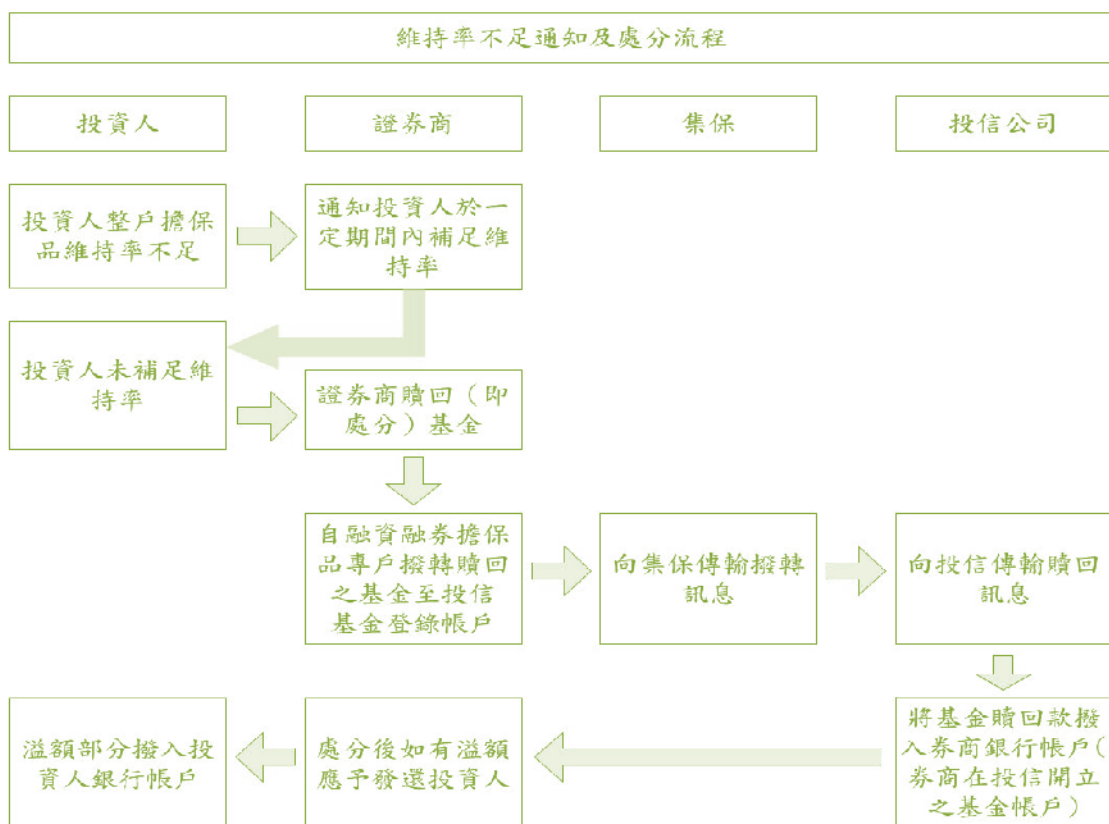 維持率不足通知及處分流程
投資人
證券商
集保
投信公司
投資人整戶擔保
品維持率不足
通知投資人於一
定期間內補足維
持率
投資人未補足維
持率
證券商贖回（即
處分）基金
自融資融券擔保
品專戶撥轉贖回
之基金至投信
基金登錄帳戶
向集保傳輸撥轉
訊息
向投信傳輸贖回
訊息
將基金贖回款撥
入券商銀行帳戶(
券商在投信開立
之基金帳戶)
處分後如有溢額
應予發還投資人
溢額部分撥入投
資人銀行帳戶